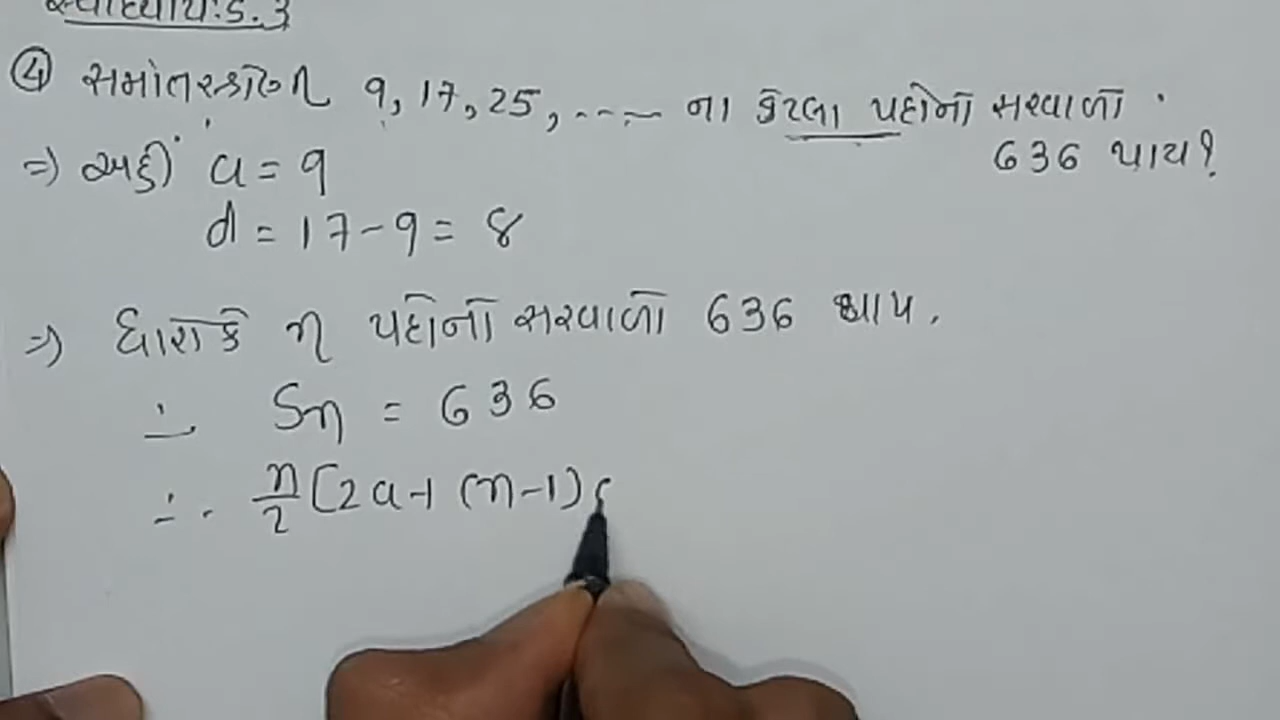 સ્વાધ્યાય:5.3
④ સમાંતરશ્રેણી 9, 17, 25, ---- ના કેટલા પદોનો સરવાળો
636 થાય?
⇒ અહીં a = 9
d = 17 - 9 = 8
⇒ ધારોકે n પદોનો સરવાળો 636 થાય.
∴ Sn = 636
∴ n/2 [2a + (n-1)